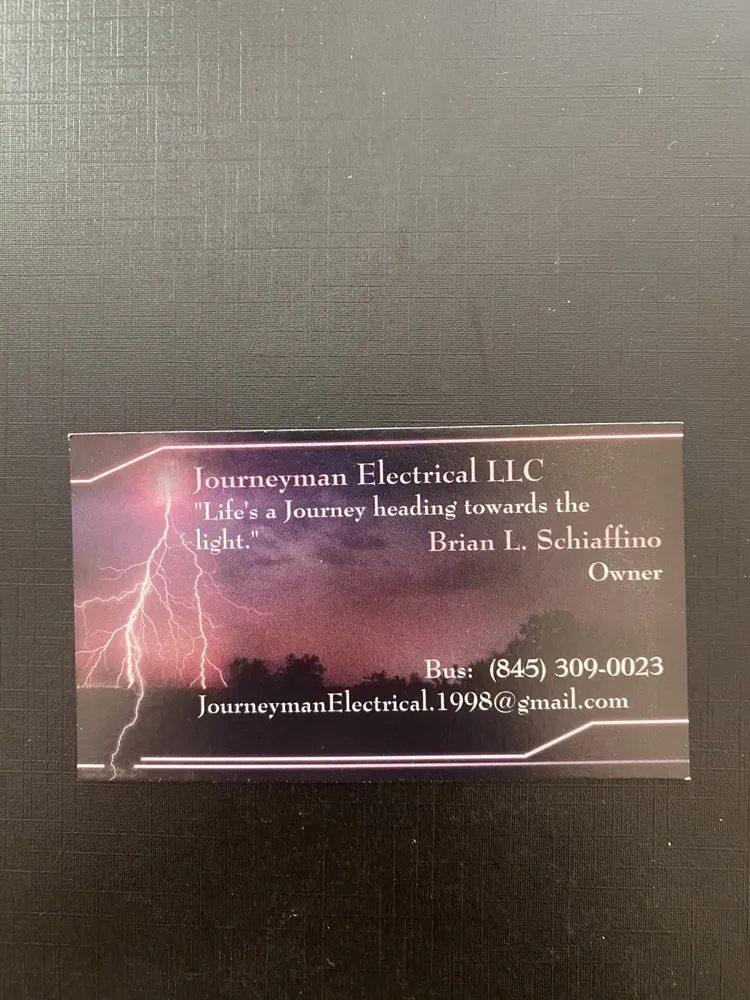 Journeyman Electrical LLC
"Life's a Journey heading towards the
light."
Brian L. Schiaffino
Owner
Bus: (845) 309-0023
JourneymanElectrical.1998@gmail.com